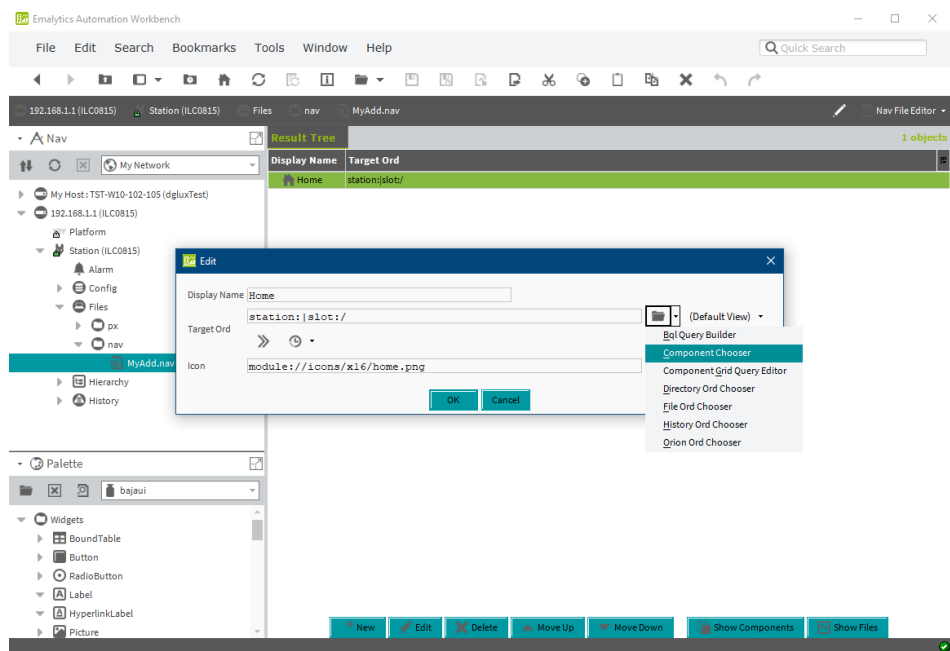 Emalytics Automation Workbench
File Edit Search Bookmarks Tools Window Help
Quick Search
192.168.1.1 (ILC0815) Station (ILC0815) Files nav MyAdd.nav Nav File Editor
Nav
Result Tree 1 objects
My Network
Display Name Target Ord
Home station:|slot:/
My Host : TST-W10-102-105 (dgluxTest)
192.168.1.1 (ILC0815)
Platform
Station (ILC0815)
Alarm
Config
Files
px
nav
MyAdd.nav
Hierarchy
History
Edit
Display Name Home
Target Ord station:|slot:/ (Default View)
Icon module://icons/x16/home.png
OK Cancel
Bql Query Builder
Component Chooser
Component Grid Query Editor
Directory Ord Chooser
File Ord Chooser
History Ord Chooser
Orion Ord Chooser
Palette
bajaui
Widgets
BoundTable
Button
RadioButton
Label
HyperlinkLabel
Picture
New Edit Delete Move Up Move Down Show Components Show Files